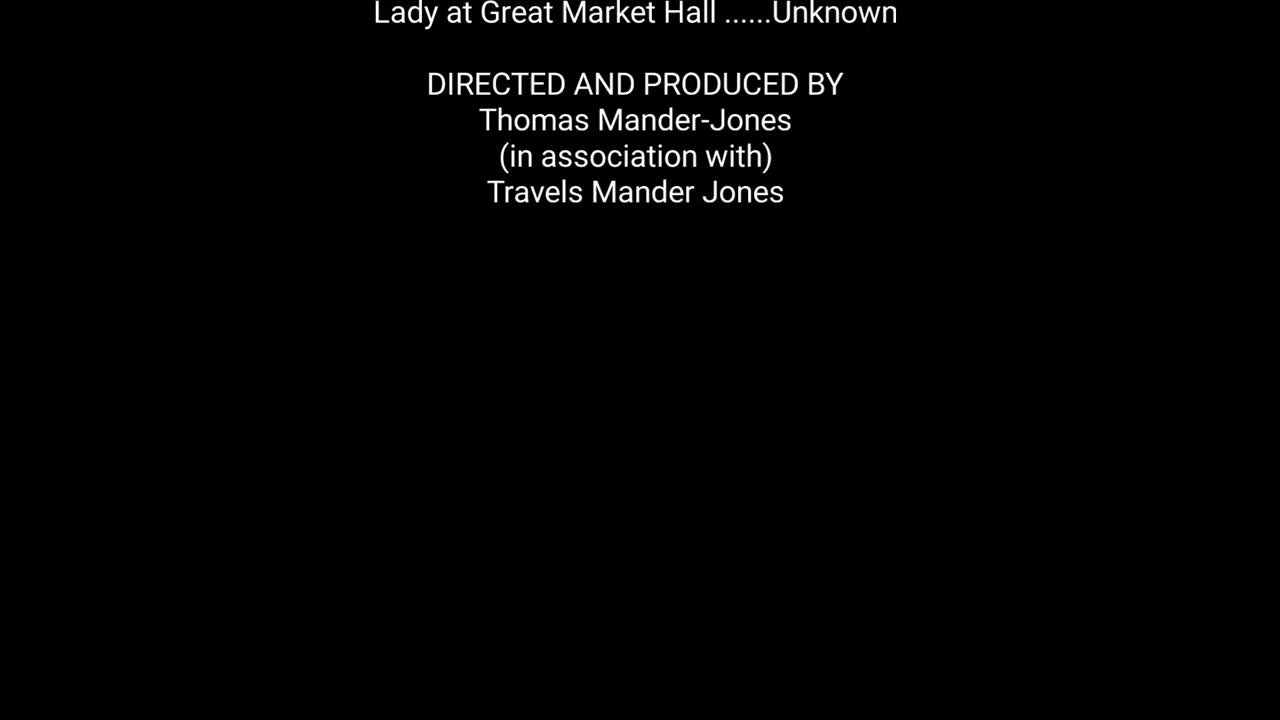 Lady at Great Market Hall ......Unknown
DIRECTED AND PRODUCED BY
Thomas Mander-Jones
(in association with)
Travels Mander Jones